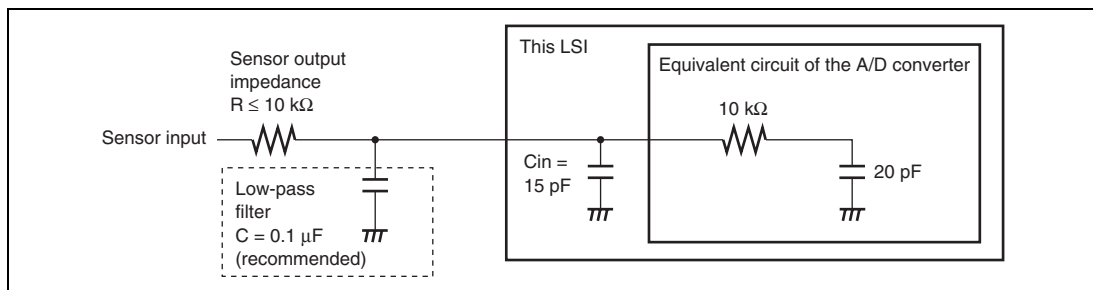 This LSI
Sensor output
impedance
R ≤ 10 kΩ
Equivalent circuit of the A/D converter
10 kΩ
Sensor input
Cin =
15 pF
20 pF
Low-pass
filter
C = 0.1 μF
(recommended)